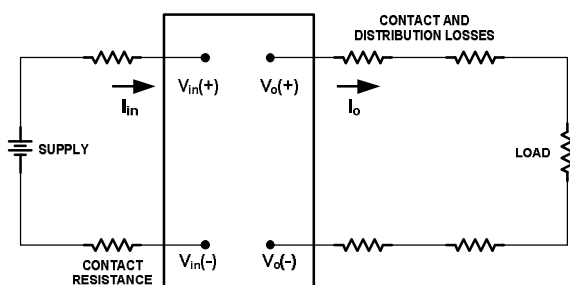 CONTACT AND
DISTRIBUTION LOSSES
Vin(+)
Vo(+)
Iin
Io
SUPPLY
LOAD
Vin(-)
Vo(-)
CONTACT
RESISTANCE